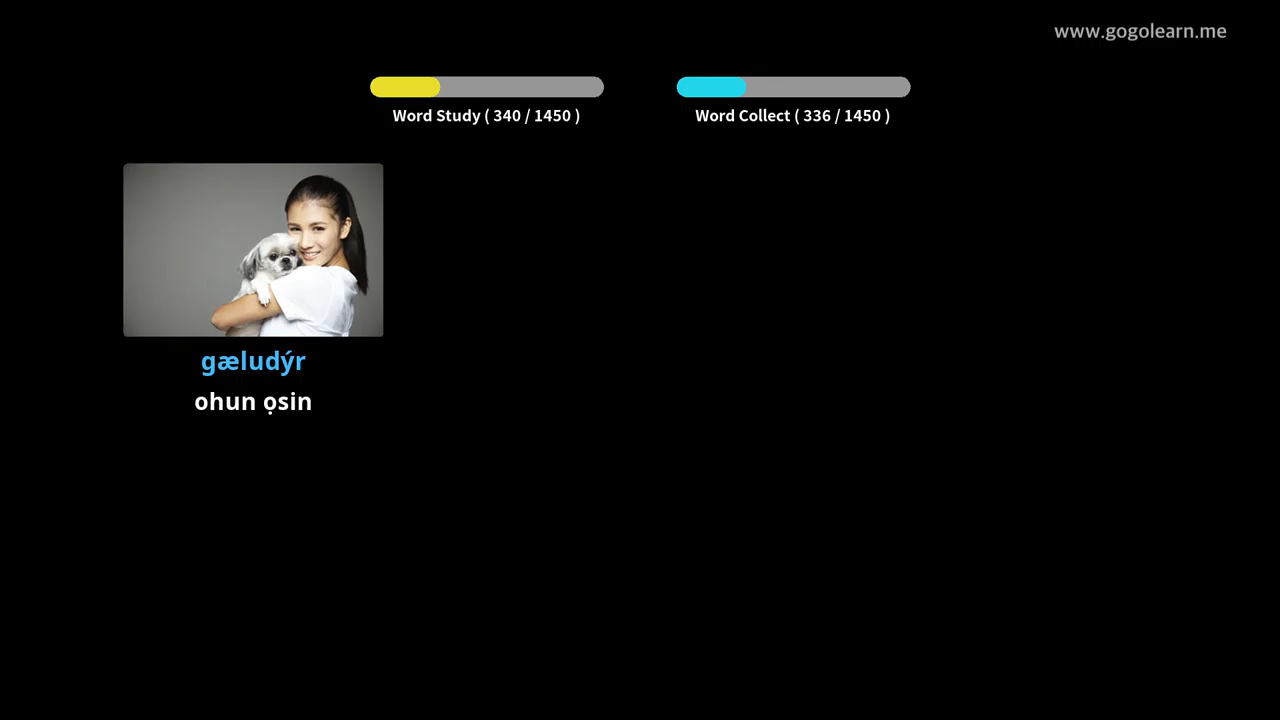 www.gogolearn.me
Word Study ( 340 / 1450 )
Word Collect ( 336 / 1450 )
gæludýr
ohun ọsin